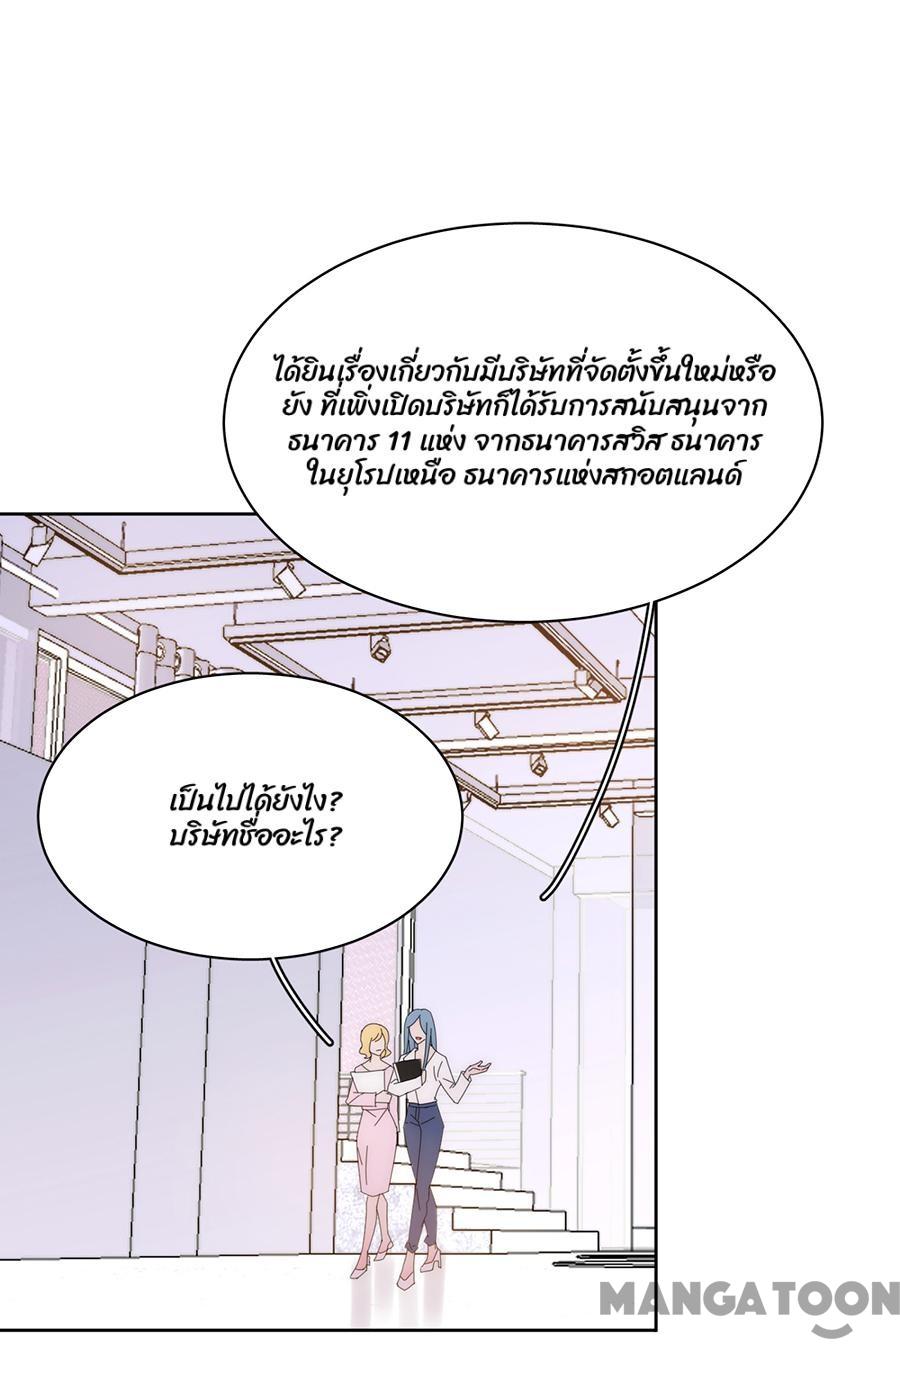 ได้ยินเรื่องเกี่ยวกับมีบริษัทที่จัดตั้งขึ้นใหม่หรือ
ยัง ที่เพิ่งเปิดบริษัทก็ได้รับการสนับสนุนจาก
ธนาคาร 11 แห่ง จากธนาคารสวิส ธนาคาร
ในยุโรปเหนือ ธนาคารแห่งสกอตแลนด์
เป็นไปได้ยังไง?
บริษัทชื่ออะไร?
MANGATOON